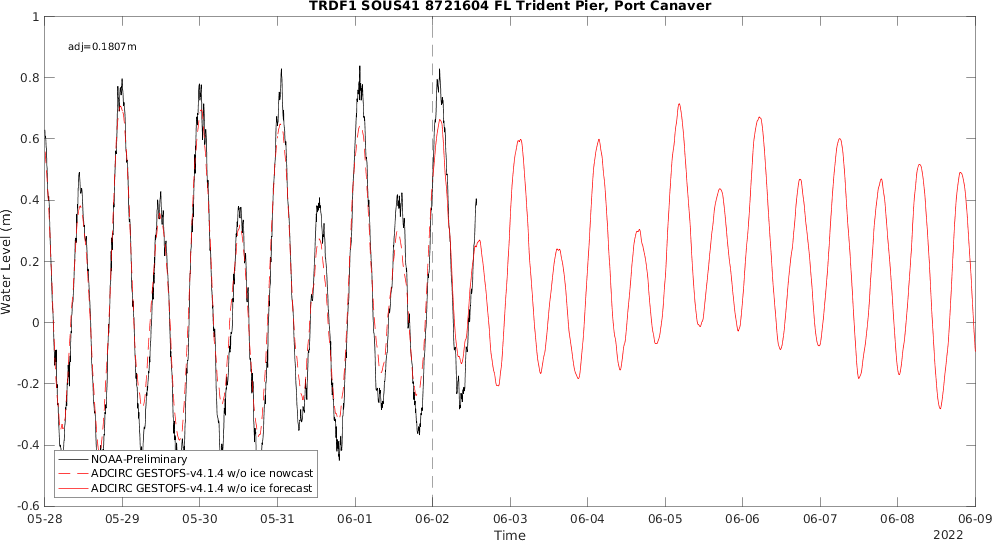 TRDF1 SOUS41 8721604 FL Trident Pier, Port Canaver
1
adj=0.1807m
0.8
0.6
0.4
0.2
0
-0.2
-0.4
-0.6
Water Level (m)
NOAA-Preliminary
ADCIRC GESTOFS-v4.1.4 w/o ice nowcast
ADCIRC GESTOFS-v4.1.4 w/o ice forecast
05-28 05-29 05-30 05-31 06-01 06-02 06-03 06-04 06-05 06-06 06-07 06-08 06-09
Time
2022